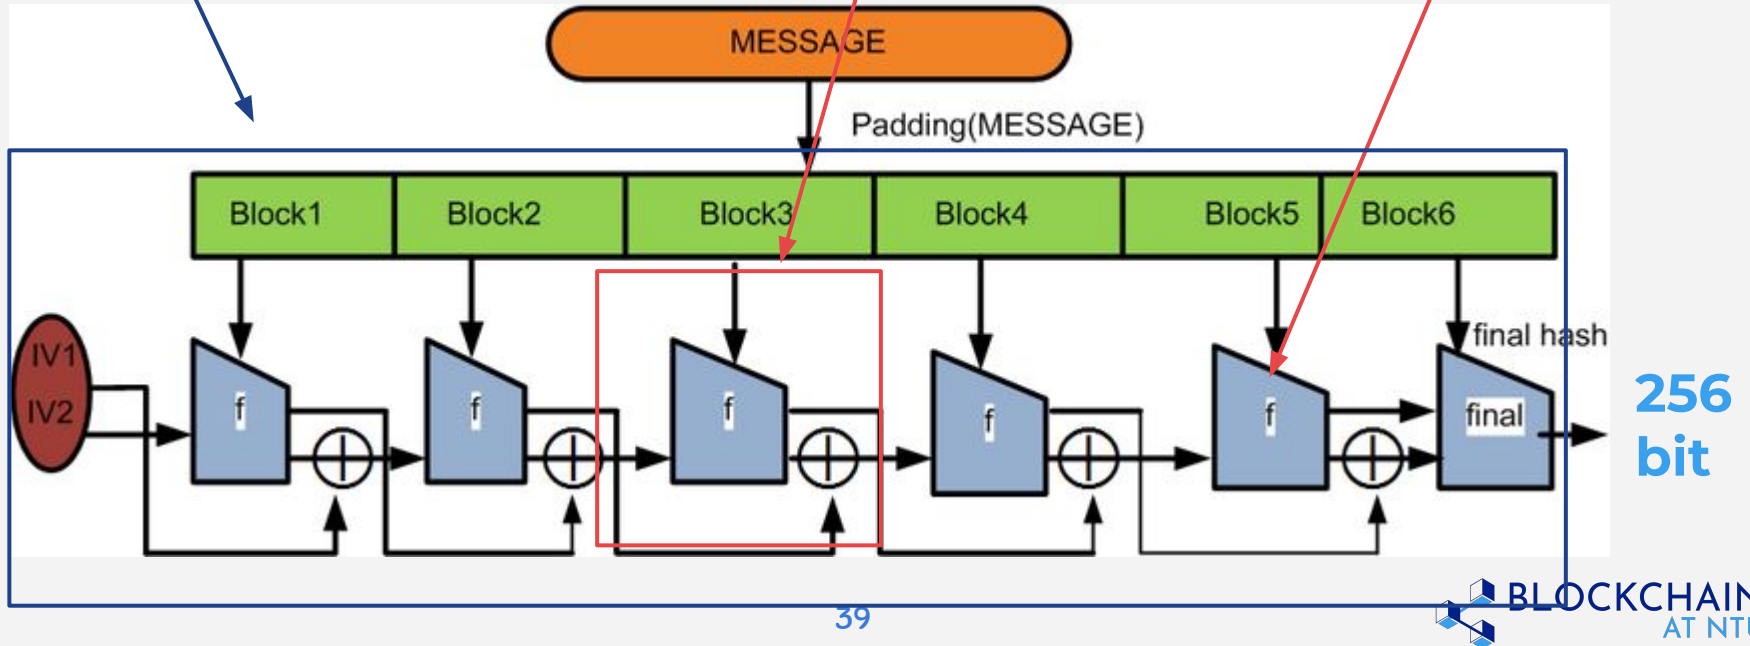 MESSAGE
Padding(MESSAGE)
Block1 Block2 Block3 Block4 Block5 Block6
final hash
IV1
IV2
f f f f f final
256
bit
39
BLOCKCHAIN
AT NTU